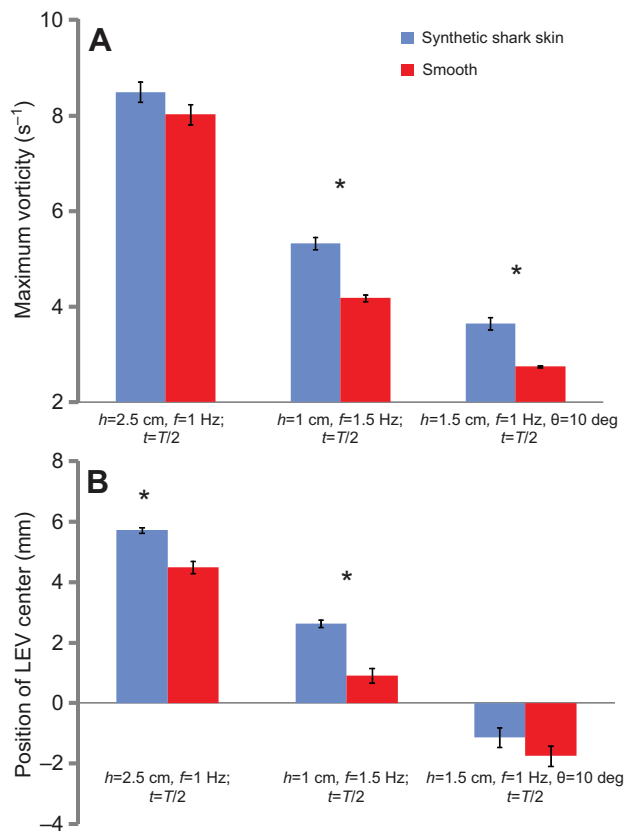 A
Synthetic shark skin
Smooth
Maximum vorticity (s⁻¹)
10
8
6
4
2
*
*
h=2.5 cm, f=1 Hz;
t=T/2
h=1 cm, f=1.5 Hz;
t=T/2
h=1.5 cm, f=1 Hz, θ=10 deg
t=T/2
B
Position of LEV center (mm)
8
6
4
2
0
–2
–4
*
*
h=2.5 cm, f=1 Hz;
t=T/2
h=1 cm, f=1.5 Hz;
t=T/2
h=1.5 cm, f=1 Hz, θ=10 deg
t=T/2